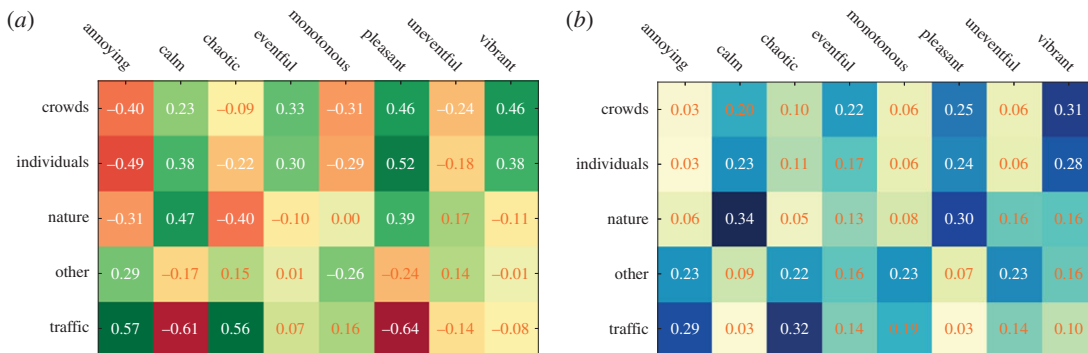 (a)
annoying calm chaotic eventful monotonous pleasant uneventful vibrant
crowds −0.40 0.23 −0.09 0.33 −0.31 0.46 −0.24 0.46
individuals −0.49 0.38 −0.22 0.30 −0.29 0.52 −0.18 0.38
nature −0.31 0.47 −0.40 −0.10 0.00 0.39 0.17 −0.11
other 0.29 −0.17 0.15 0.01 −0.26 −0.24 0.14 −0.01
traffic 0.57 −0.61 0.56 0.07 0.16 −0.64 −0.14 −0.08
(b)
annoying calm chaotic eventful monotonous pleasant uneventful vibrant
crowds 0.03 0.20 0.10 0.22 0.06 0.25 0.06 0.31
individuals 0.03 0.23 0.11 0.17 0.06 0.24 0.06 0.28
nature 0.06 0.34 0.05 0.13 0.08 0.30 0.16 0.16
other 0.23 0.09 0.22 0.16 0.23 0.07 0.23 0.16
traffic 0.29 0.03 0.32 0.14 0.19 0.03 0.14 0.10